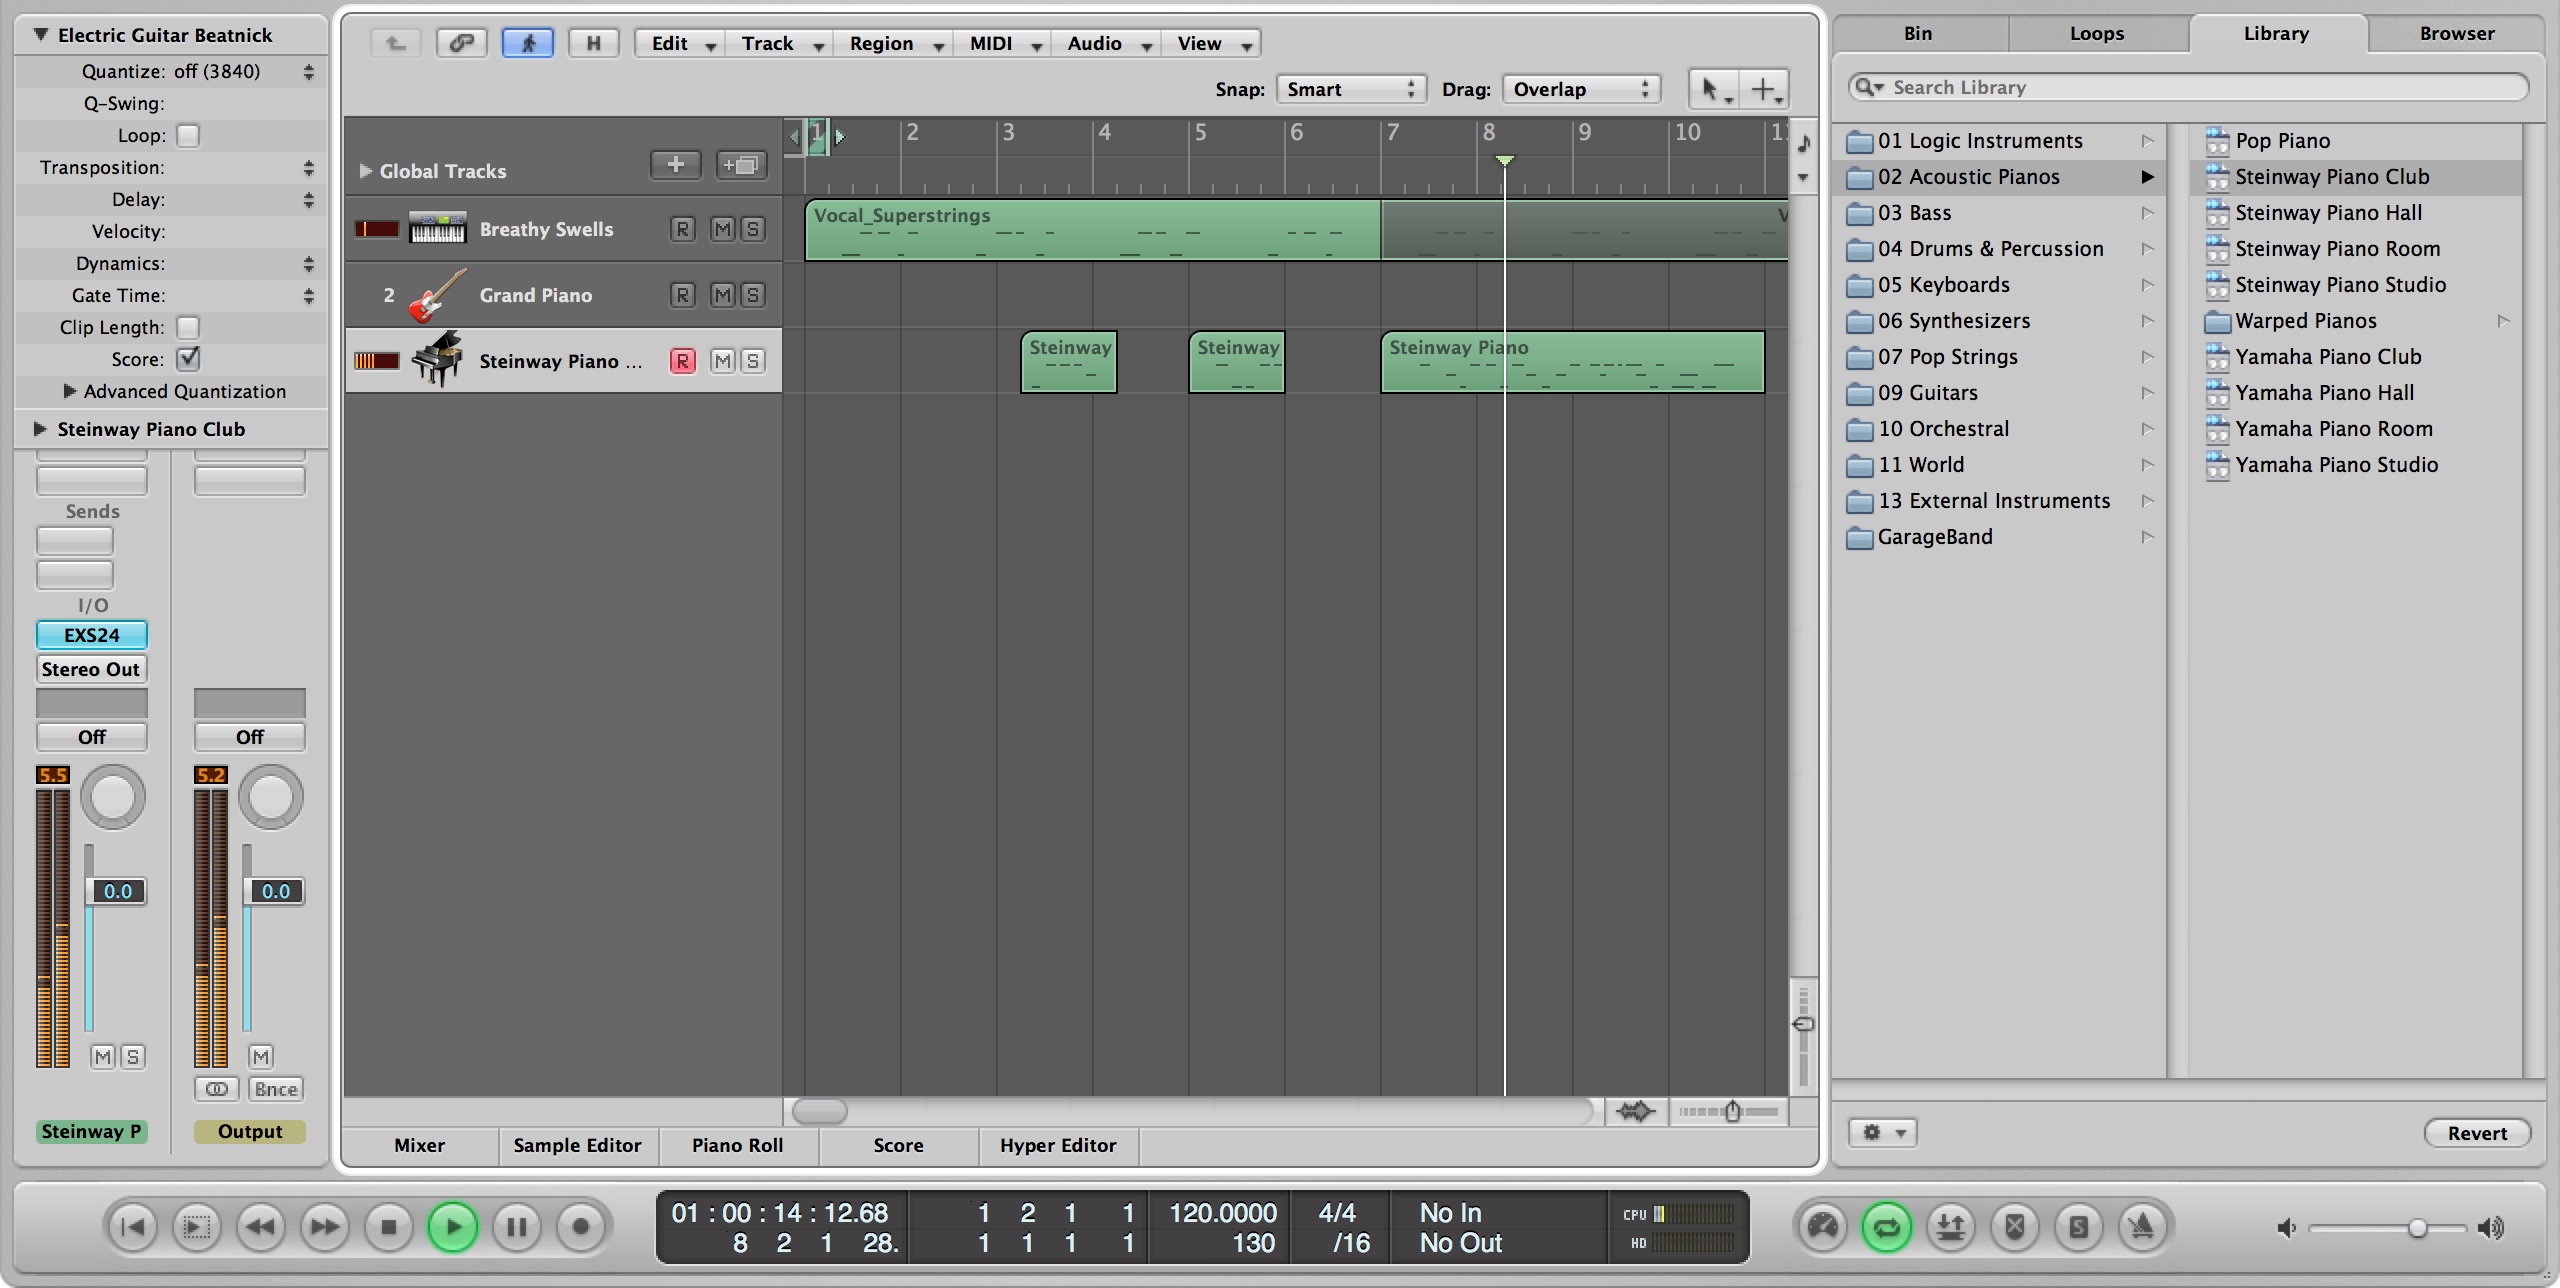 Electric Guitar Beatnick
Quantize: off (3840)
Q-Swing:
Loop:
Transposition:
Delay:
Velocity:
Dynamics:
Gate Time:
Clip Length:
Score:
Advanced Quantization
Steinway Piano Club
Sends
I/O
EXS24
Stereo Out
Off
Off
5.5
5.2
0.0
0.0
M S
M
Bnce
Steinway P
Output
H
Edit
Track
Region
MIDI
Audio
View
Snap: Smart
Drag: Overlap
1 2 3 4 5 6 7 8 9 10 11
Global Tracks
Breathy Swells R M S
Vocal_Superstrings
V
2 Grand Piano R M S
Steinway Piano ... R M S
Steinway
Steinway
Steinway Piano
Mixer
Sample Editor
Piano Roll
Score
Hyper Editor
Bin
Loops
Library
Browser
Search Library
01 Logic Instruments
02 Acoustic Pianos
03 Bass
04 Drums & Percussion
05 Keyboards
06 Synthesizers
07 Pop Strings
09 Guitars
10 Orchestral
11 World
13 External Instruments
GarageBand
Pop Piano
Steinway Piano Club
Steinway Piano Hall
Steinway Piano Room
Steinway Piano Studio
Warped Pianos
Yamaha Piano Club
Yamaha Piano Hall
Yamaha Piano Room
Yamaha Piano Studio
Revert
01 : 00 : 14 : 12.68
8 2 1 28.
1 2 1 1
1 1 1 1
120.0000
130
4/4
/16
No In
No Out
CPU
HD
S